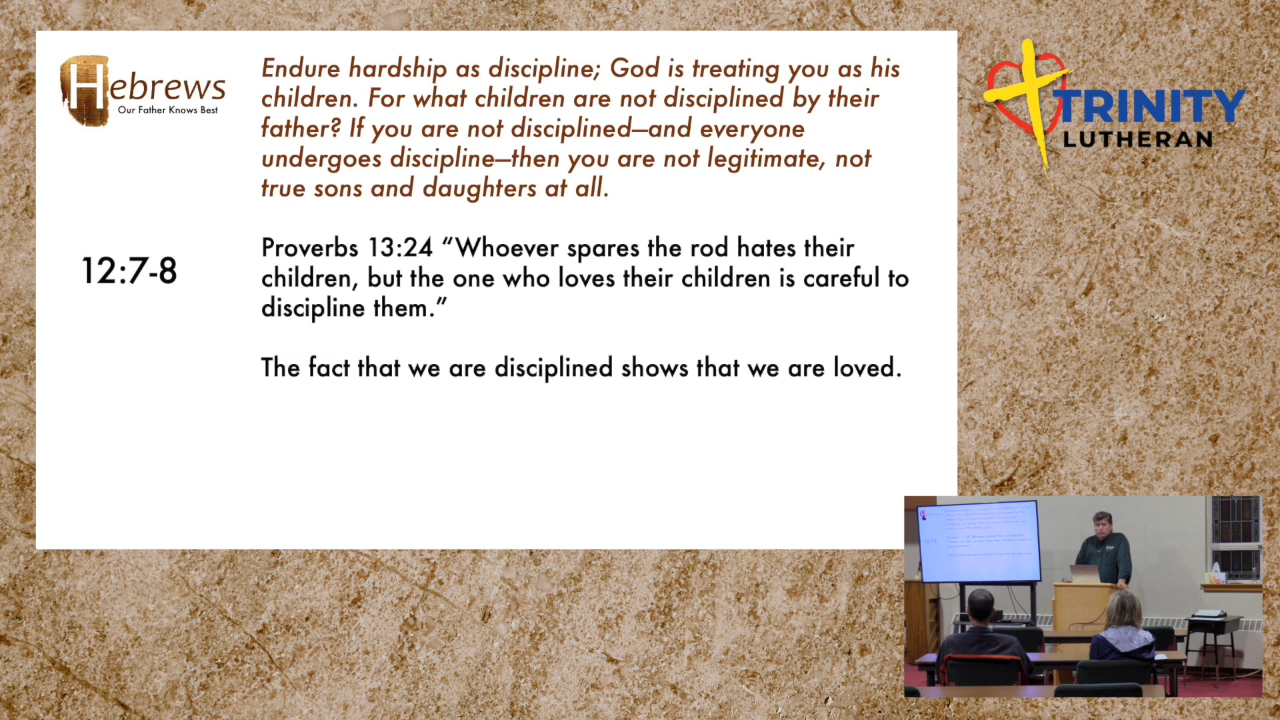 Hebrews
Our Father Knows Best
Endure hardship as discipline; God is treating you as his
children. For what children are not disciplined by their
father? If you are not disciplined—and everyone
undergoes discipline—then you are not legitimate, not
true sons and daughters at all.
12:7-8
Proverbs 13:24 “Whoever spares the rod hates their
children, but the one who loves their children is careful to
discipline them.”
The fact that we are disciplined shows that we are loved.
TRINITY
LUTHERAN